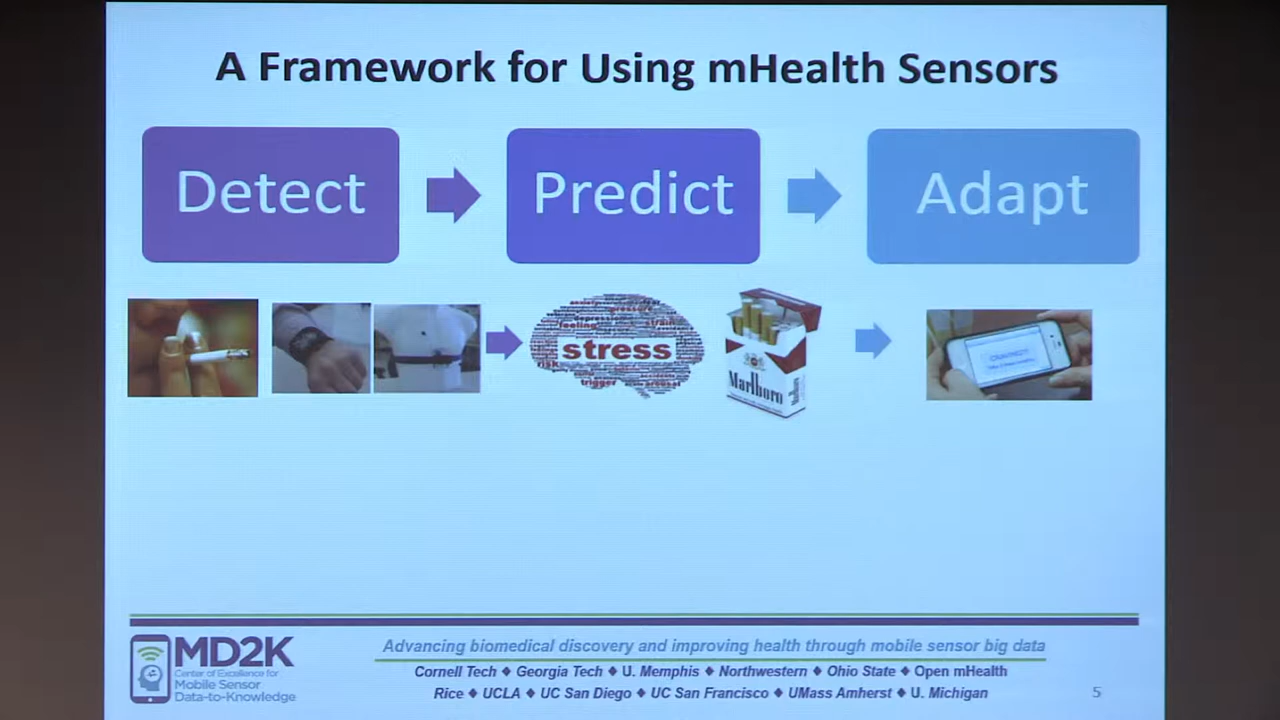 A Framework for Using mHealth Sensors
Detect
Predict
Adapt
stress
trigger
Marlboro
Marlboro
Advancing biomedical discovery and improving health through mobile sensor big data
MD2K
Center of Excellence for
Mobile Sensor
Data-to-Knowledge
Cornell Tech ❖ Georgia Tech ❖ U. Memphis ❖ Northwestern ❖ Ohio State ❖ Open mHealth
Rice ❖ UCLA ❖ UC San Diego ❖ UC San Francisco ❖ UMass Amherst ❖ U. Michigan
5